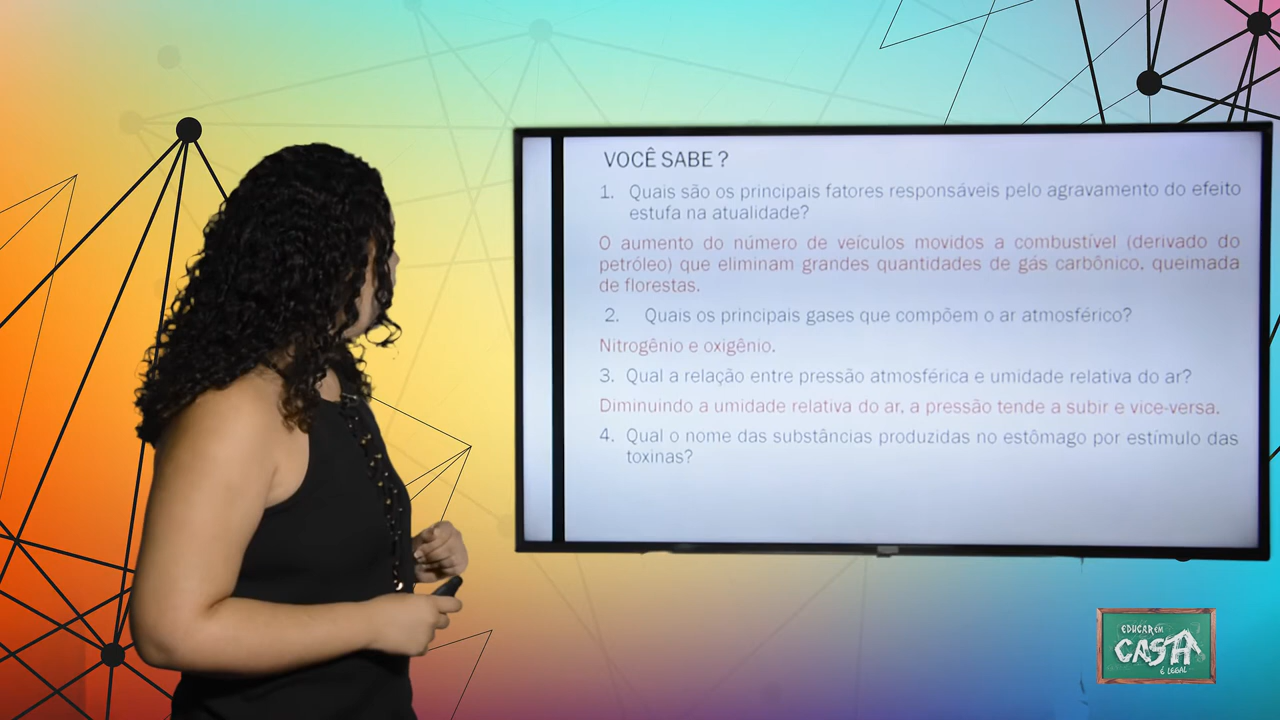 VOCÊ SABE ?
1. Quais são os principais fatores responsáveis pelo agravamento do efeito
estufa na atualidade?
O aumento do número de veículos movidos a combustível (derivado do
petróleo) que eliminam grandes quantidades de gás carbônico, queimada
de florestas.
2. Quais os principais gases que compõem o ar atmosférico?
Nitrogênio e oxigênio.
3. Qual a relação entre pressão atmosférica e umidade relativa do ar?
Diminuindo a umidade relativa do ar, a pressão tende a subir e vice-versa.
4. Qual o nome das substâncias produzidas no estômago por estímulo das
toxinas?
EDUCAR EM
CASA
É LEGAL